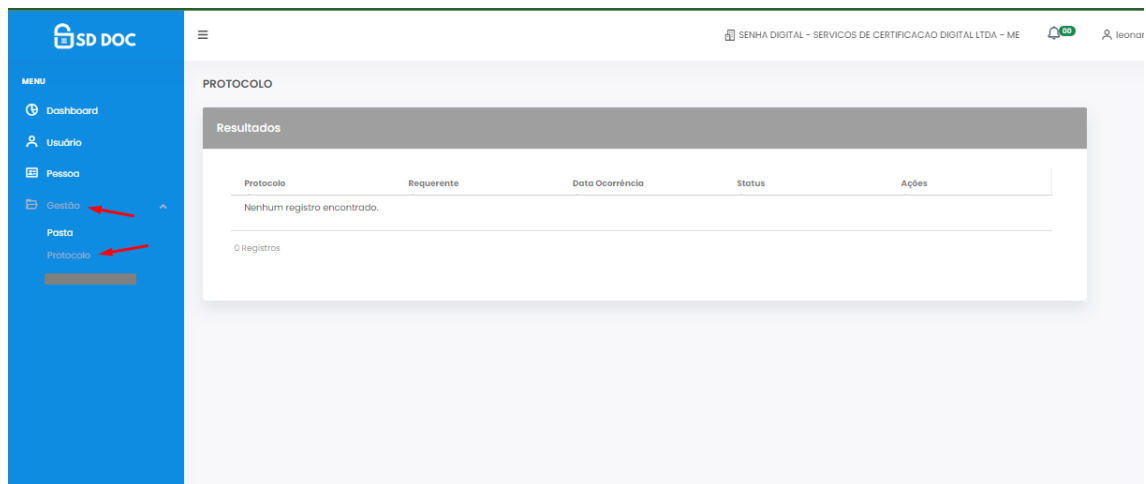 SD DOC
SENHA DIGITAL - SERVICOS DE CERTIFICACAO DIGITAL LTDA - ME
00
leonar
MENU
Dashboard
Usuário
Pessoa
Gestão
Pasta
Protocolo
PROTOCOLO
Resultados
Protocolo Requerente Data Ocorrência Status Ações
Nenhum registro encontrado.
0 Registros